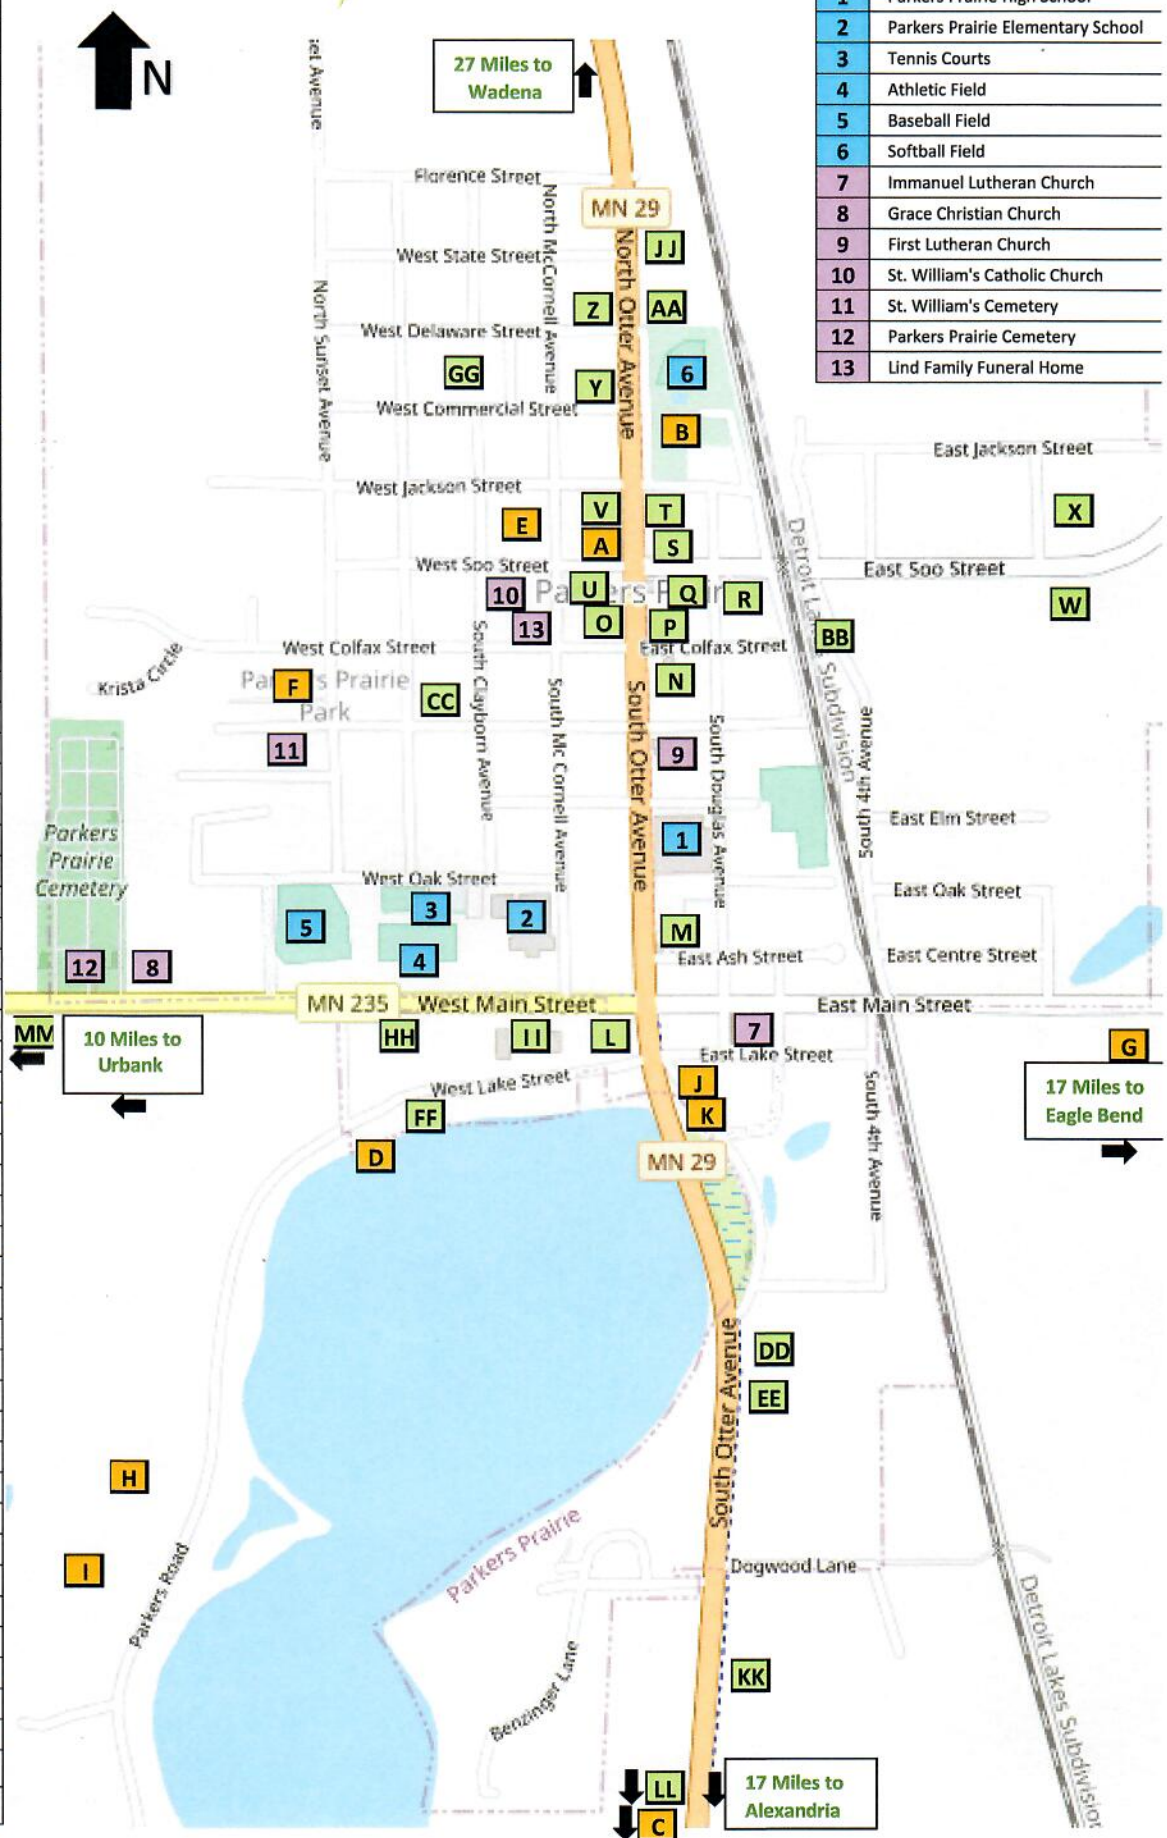 1 Parkers Prairie High School
2 Parkers Prairie Elementary School
3 Tennis Courts
4 Athletic Field
5 Baseball Field
6 Softball Field
7 Immanuel Lutheran Church
8 Grace Christian Church
9 First Lutheran Church
10 St. William's Catholic Church
11 St. William's Cemetery
12 Parkers Prairie Cemetery
13 Lind Family Funeral Home
N
27 Miles to
Wadena
Florence Street
MN 29
West State Street
JJ
North McCornell Avenue
North Otter Avenue
North Sunset Avenue
Z
AA
West Delaware Street
GG
6
Y
West Commercial Street
B
East Jackson Street
West Jackson Street
V
T
X
E
A
S
West Soo Street
East Soo Street
U
Q
R
10
W
O
P
13
BB
West Colfax Street
East Colfax Street
Krista Circle
F
Park
CC
N
South Clayborn Avenue
South Mc Cornell Avenue
South Otter Avenue
South Douglas Avenue
South 4th Avenue
11
9
Parkers
Prairie
Cemetery
East Elm Street
1
West Oak Street
East Oak Street
3
2
5
M
4
East Ash Street
East Centre Street
12
8
MN 235
West Main Street
East Main Street
MM
10 Miles to
Urbank
HH
II
L
7
East Lake Street
G
17 Miles to
Eagle Bend
West Lake Street
J
K
FF
D
MN 29
South 4th Avenue
DD
EE
South Otter Avenue
H
I
Parkers Road
Parkers Prairie
Dogwood Lane
Benzinger Lane
KK
Detroit Lakes Subdivision
LL
C
17 Miles to
Alexandria